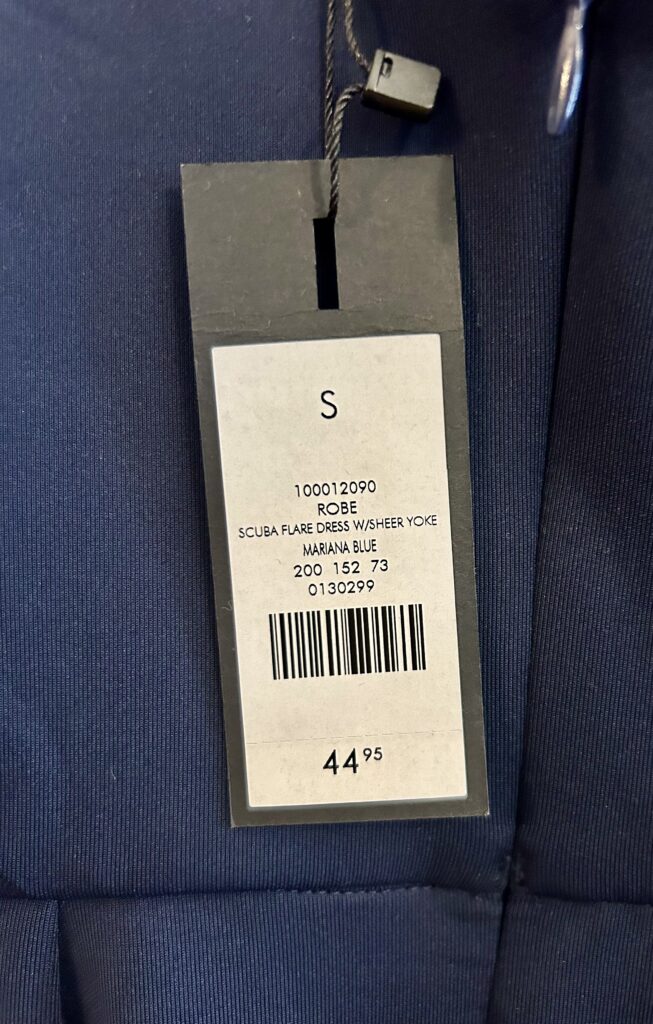 S
100012090
ROBE
SCUBA FLARE DRESS W/SHEER YOKE
MARIANA BLUE
200 152 73
0130299
44 95